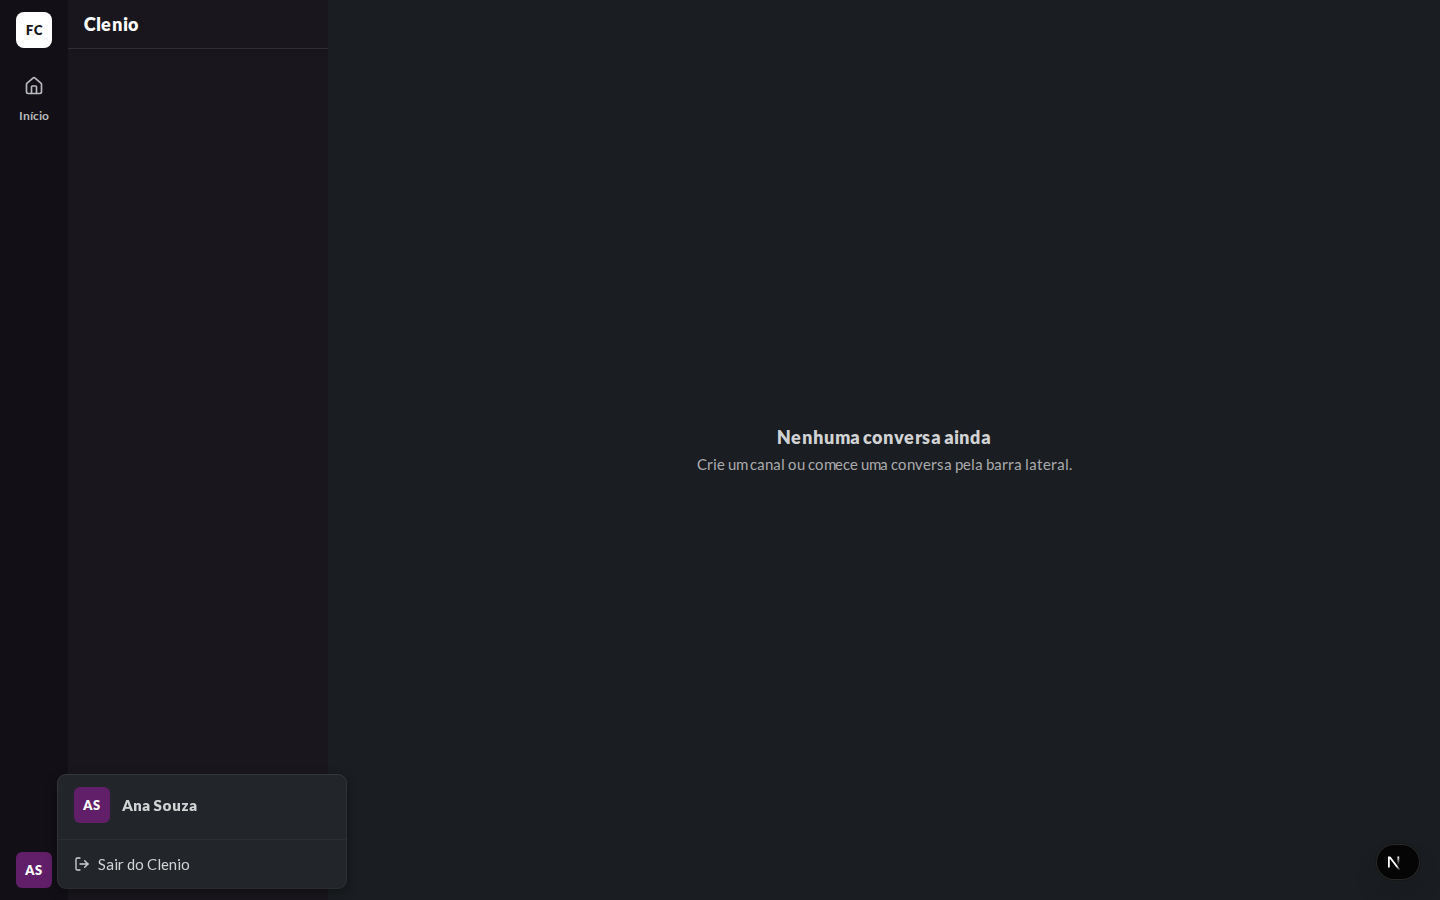 FC
Clenio
Início
Nenhuma conversa ainda
Crie um canal ou comece uma conversa pela barra lateral.
AS
Ana Souza
AS
Sair do Clenio
N